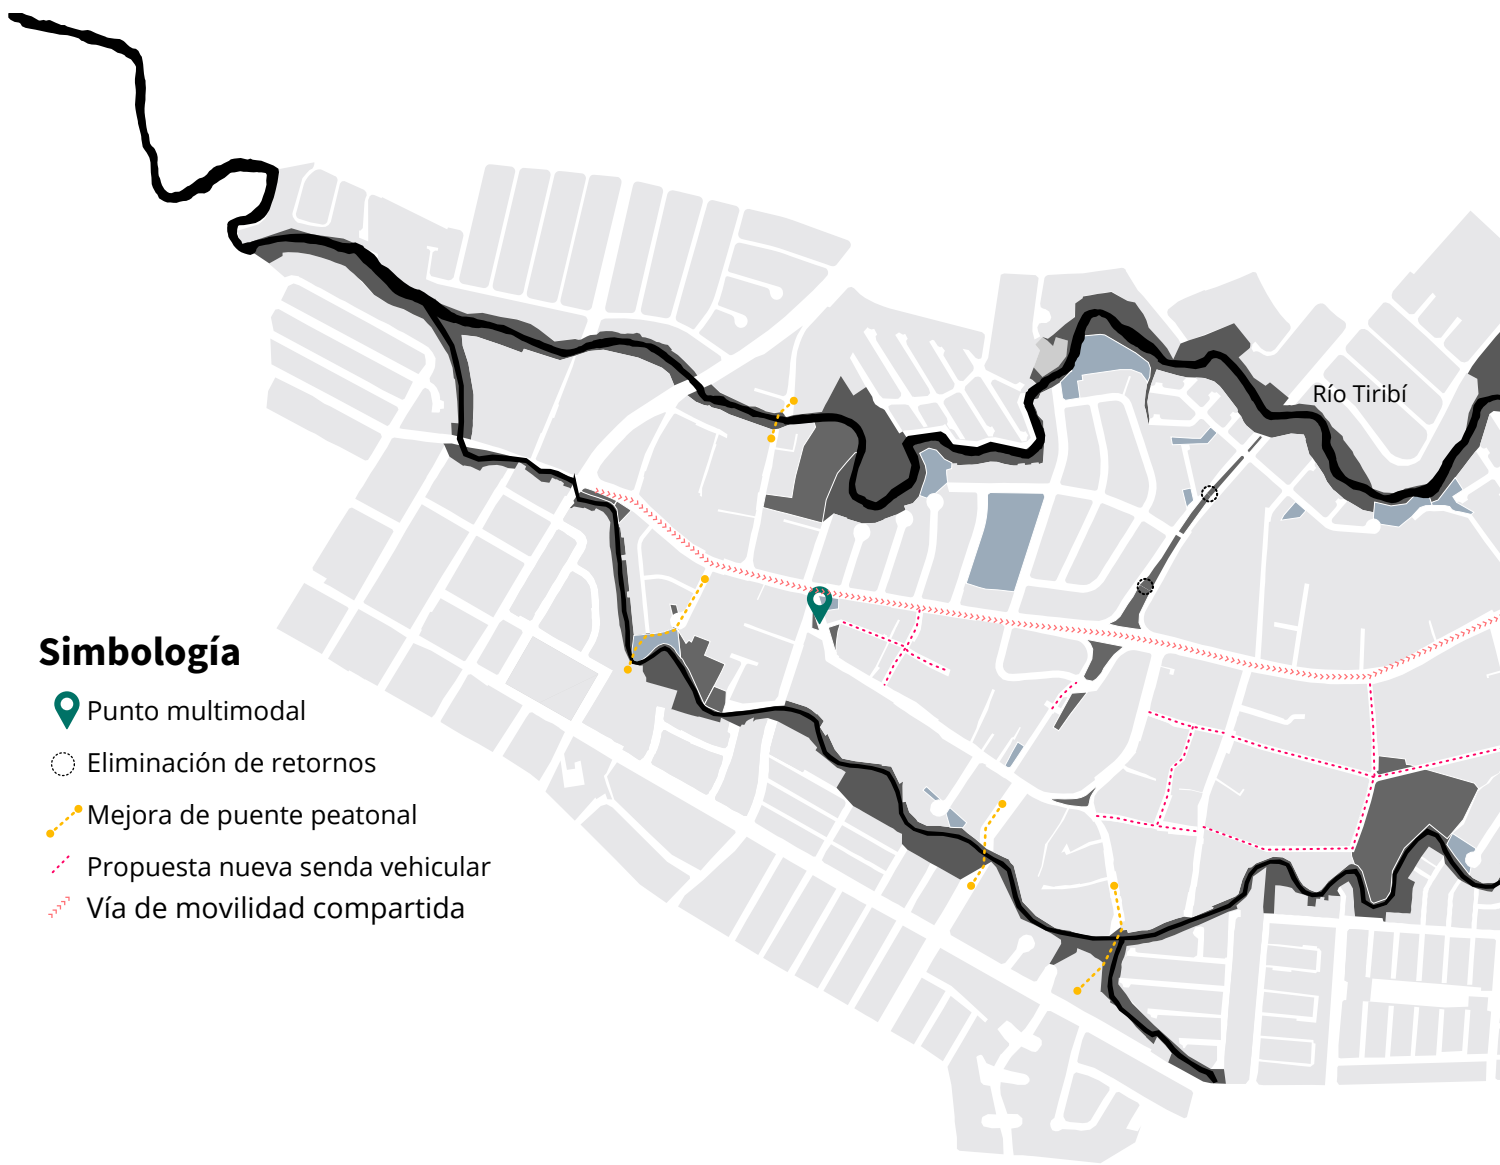 Río Tiribí
Simbología
Punto multimodal
Eliminación de retornos
Mejora de puente peatonal
Propuesta nueva senda vehicular
Vía de movilidad compartida